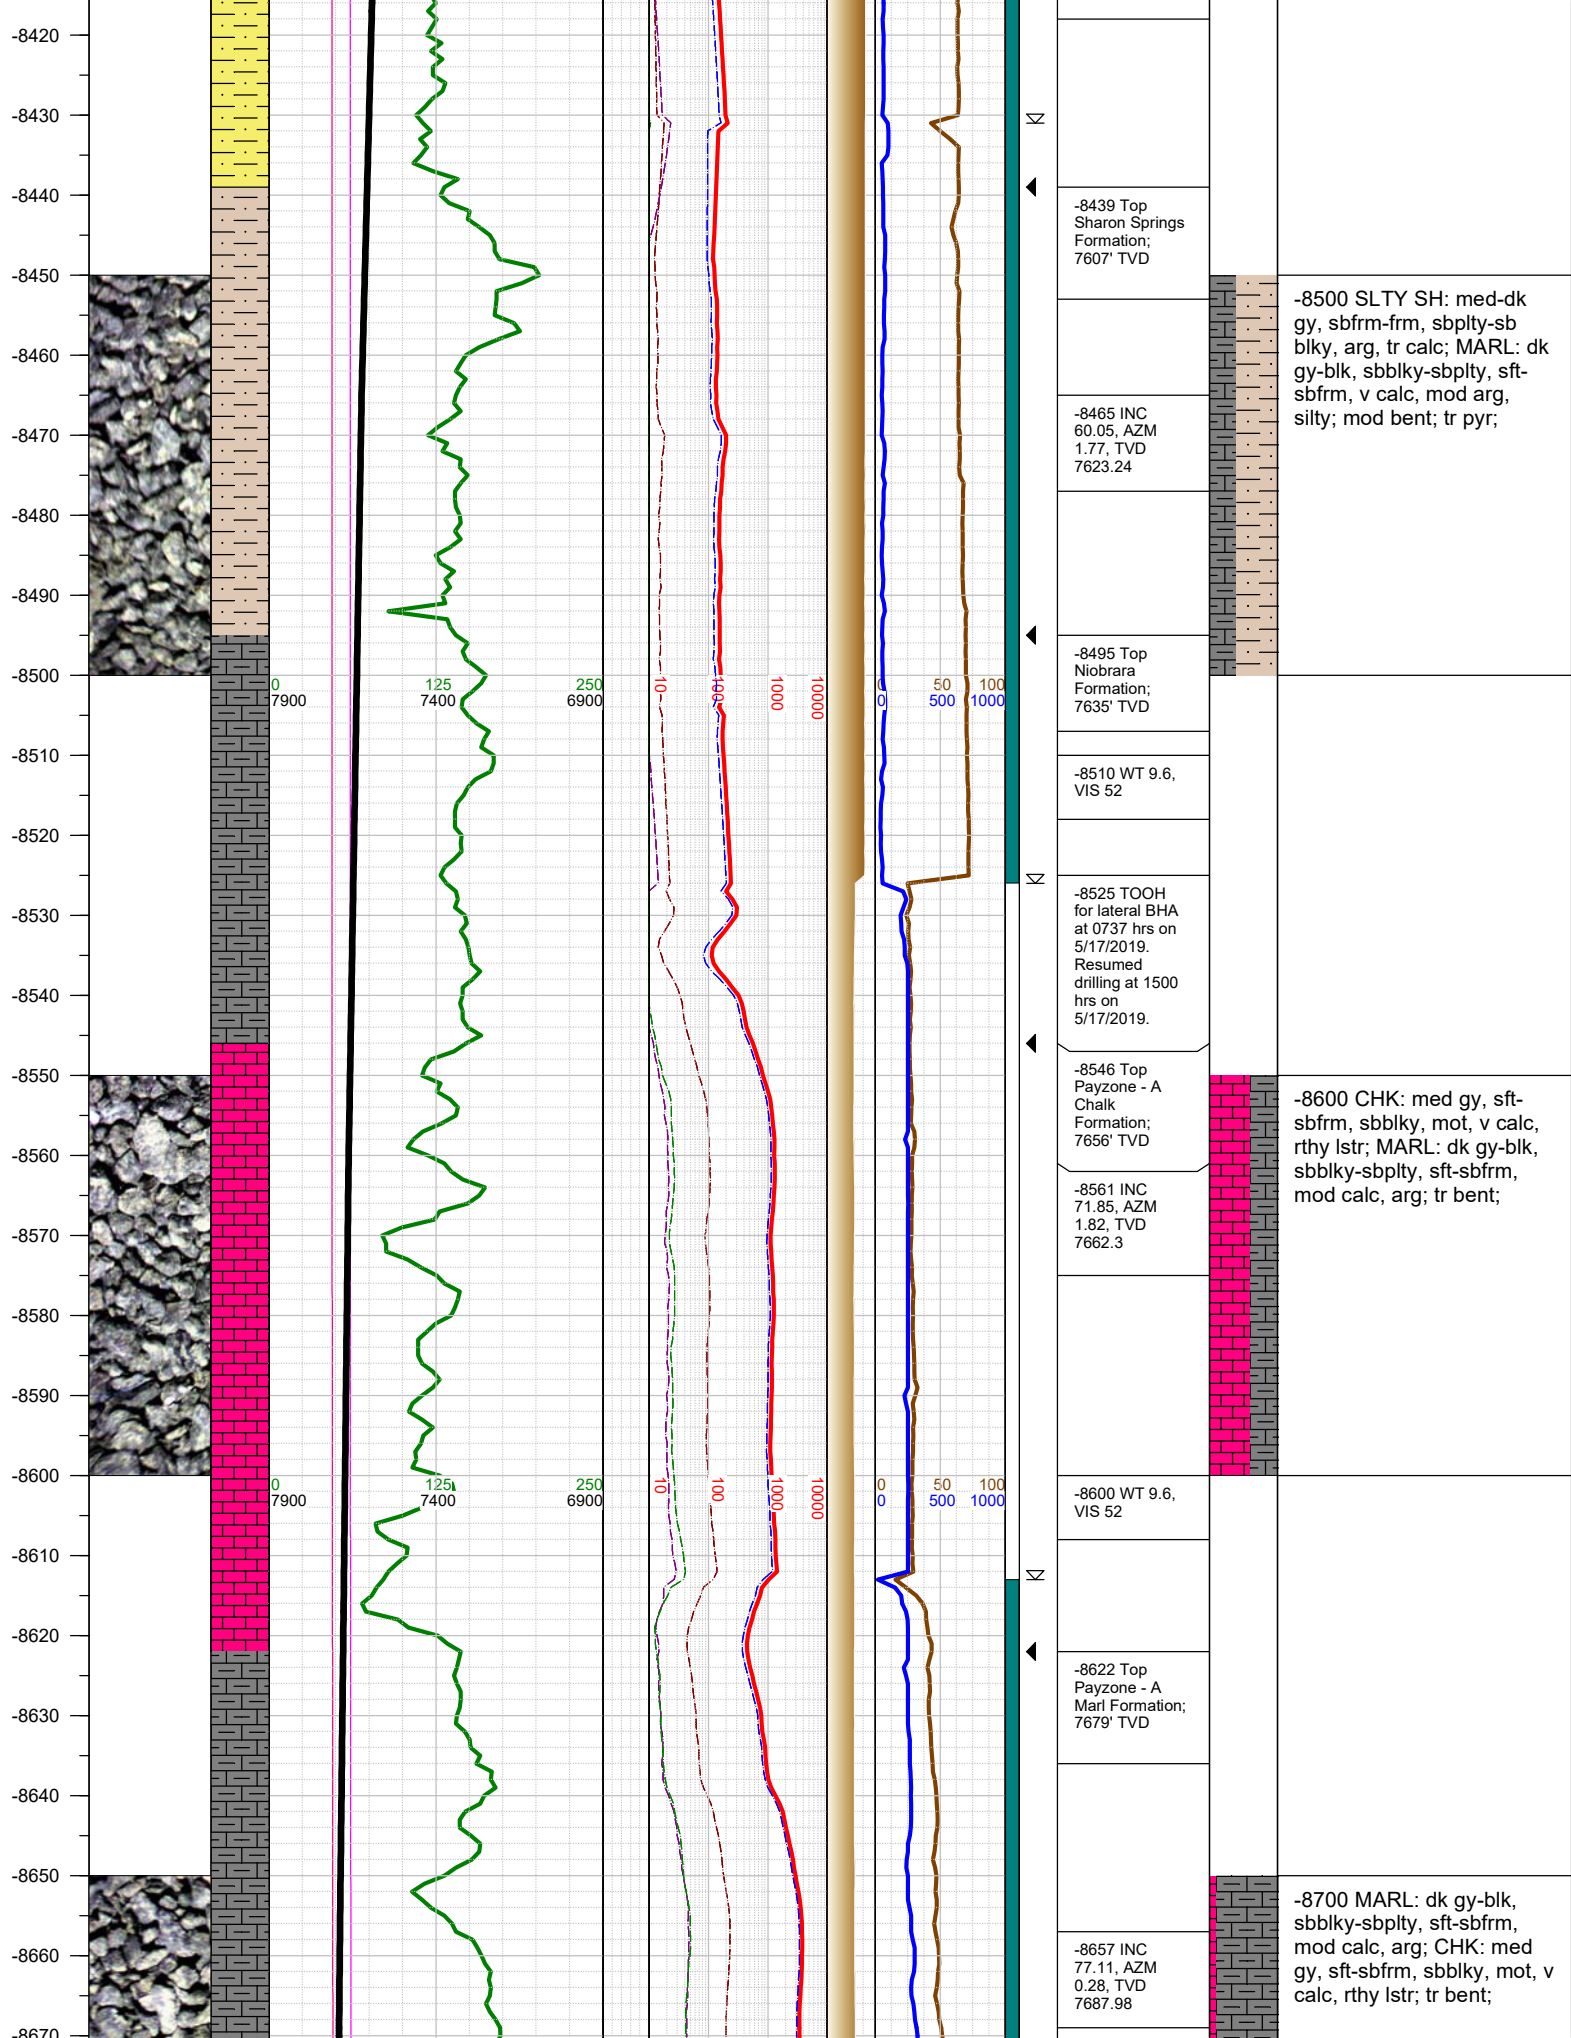 -8420
-8430
-8440
-8450
-8460
-8470
-8480
-8490
-8500
-8510
-8520
-8530
-8540
-8550
-8560
-8570
-8580
-8590
-8600
-8610
-8620
-8630
-8640
-8650
-8660
-8670
0 125 250
7900 7400 6900
10 100 1000 10000
0 50 100
0 500 1000
0 125 250
7900 7400 6900
10 100 1000 10000
0 50 100
0 500 1000
-8439 Top
Sharon Springs
Formation;
7607' TVD
-8465 INC
60.05, AZM
1.77, TVD
7623.24
-8495 Top
Niobrara
Formation;
7635' TVD
-8510 WT 9.6,
VIS 52
-8525 TOOH
for lateral BHA
at 0737 hrs on
5/17/2019.
Resumed
drilling at 1500
hrs on
5/17/2019.
-8546 Top
Payzone - A
Chalk
Formation;
7656' TVD
-8561 INC
71.85, AZM
1.82, TVD
7662.3
-8600 WT 9.6,
VIS 52
-8622 Top
Payzone - A
Marl Formation;
7679' TVD
-8657 INC
77.11, AZM
0.28, TVD
7687.98
-8500 SLTY SH: med-dk
gy, sbfrm-frm, sbplty-sb
blky, arg, tr calc; MARL: dk
gy-blk, sbblky-sbplty, sft-
sbfrm, v calc, mod arg,
silty; mod bent; tr pyr;
-8600 CHK: med gy, sft-
sbfrm, sbblky, mot, v calc,
rthy lstr; MARL: dk gy-blk,
sbblky-sbplty, sft-sbfrm,
mod calc, arg; tr bent;
-8700 MARL: dk gy-blk,
sbblky-sbplty, sft-sbfrm,
mod calc, arg; CHK: med
gy, sft-sbfrm, sbblky, mot, v
calc, rthy lstr; tr bent;